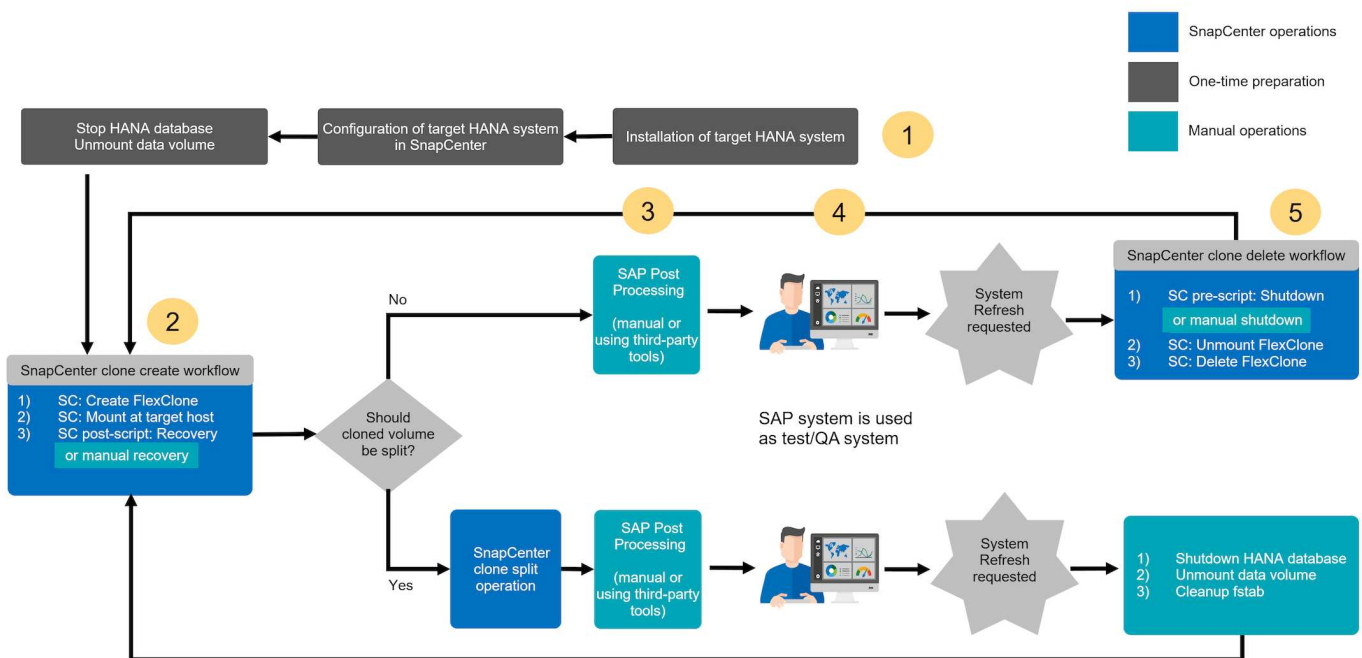 SnapCenter operations
One-time preparation
Manual operations
Stop HANA database
Unmount data volume
Configuration of target HANA system
in SnapCenter
Installation of target HANA system
1
3
4
5
2
SnapCenter clone create workflow
1) SC: Create FlexClone
2) SC: Mount at target host
3) SC post-script: Recovery
or manual recovery
Should
cloned volume
be split?
No
SAP Post
Processing
(manual or
using third-party
tools)
SAP system is used
as test/QA system
System
Refresh
requested
SnapCenter clone delete workflow
1) SC pre-script: Shutdown
or manual shutdown
2) SC: Unmount FlexClone
3) SC: Delete FlexClone
Yes
SnapCenter
clone split
operation
SAP Post
Processing
(manual or
using third-party
tools)
System
Refresh
requested
1) Shutdown HANA database
2) Unmount data volume
3) Cleanup fstab